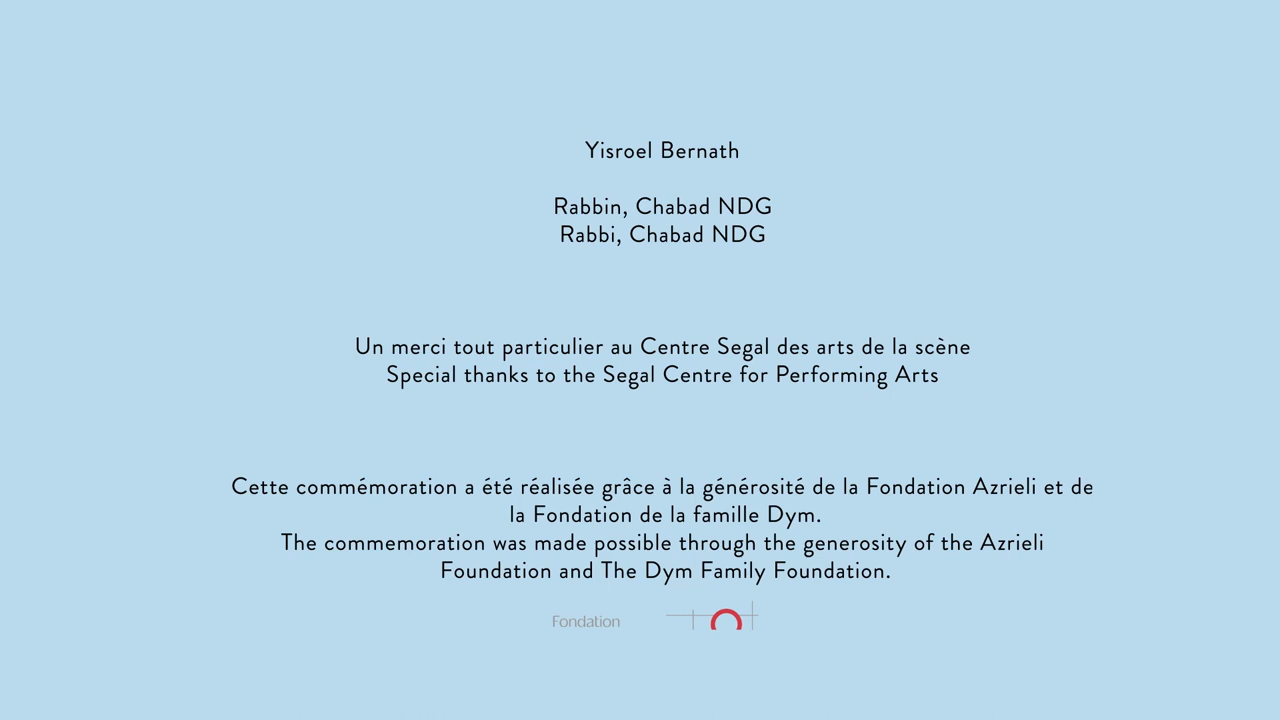 Yisroel Bernath
Rabbin, Chabad NDG
Rabbi, Chabad NDG
Un merci tout particulier au Centre Segal des arts de la scène
Special thanks to the Segal Centre for Performing Arts
Cette commémoration a été réalisée grâce à la générosité de la Fondation Azrieli et de
la Fondation de la famille Dym.
The commemoration was made possible through the generosity of the Azrieli
Foundation and The Dym Family Foundation.
Fondation